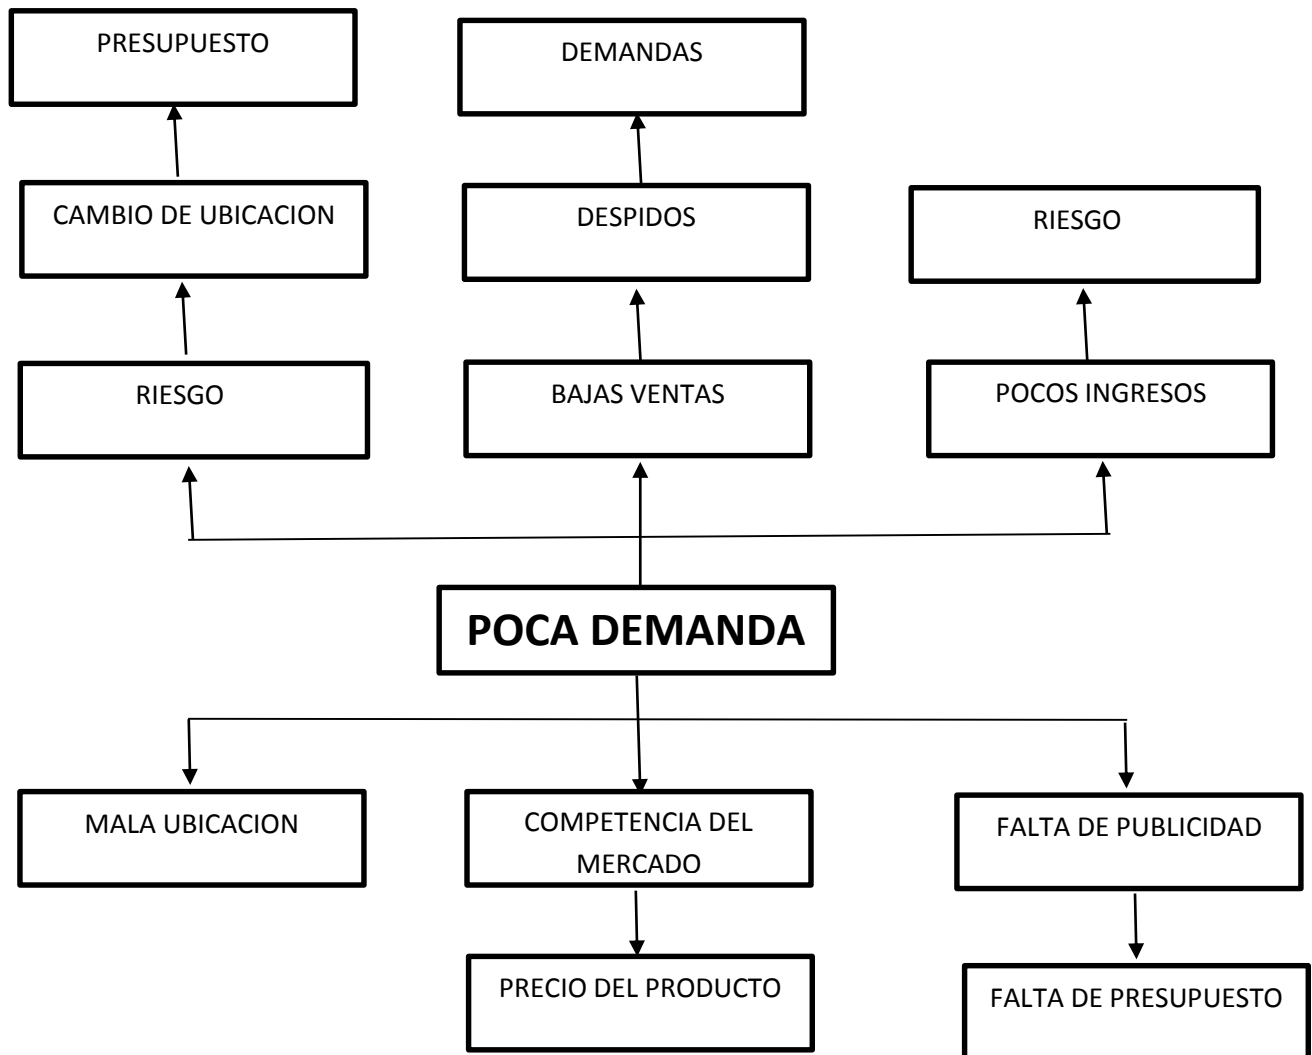 PRESUPUESTO
DEMANDAS
CAMBIO DE UBICACION
DESPIDOS
RIESGO
RIESGO
BAJAS VENTAS
POCOS INGRESOS
POCA DEMANDA
MALA UBICACION
COMPETENCIA DEL
MERCADO
FALTA DE PUBLICIDAD
PRECIO DEL PRODUCTO
FALTA DE PRESUPUESTO